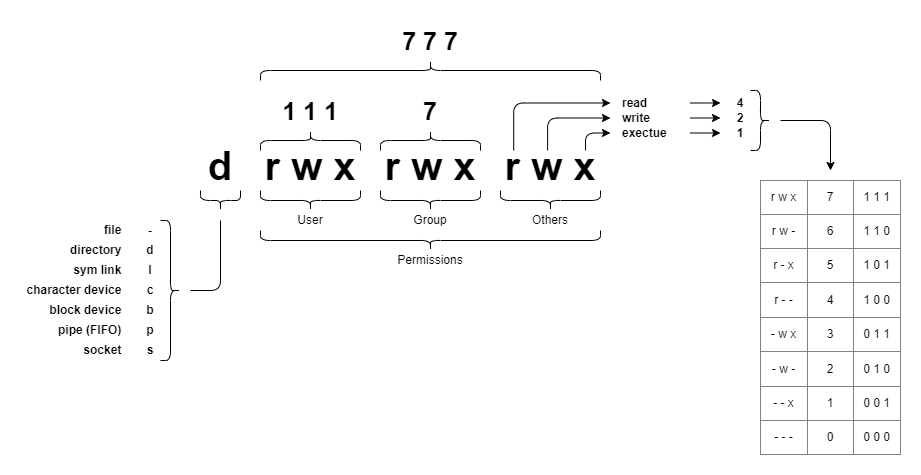 7 7 7
1 1 1 7
read 4
write 2
exectue 1
d r w x r w x r w x
User Group Others
Permissions
file -
directory d
sym link l
character device c
block device b
pipe (FIFO) p
socket s
r w x 7 1 1 1
r w - 6 1 1 0
r - x 5 1 0 1
r - - 4 1 0 0
- w x 3 0 1 1
- w - 2 0 1 0
- - x 1 0 0 1
- - - 0 0 0 0